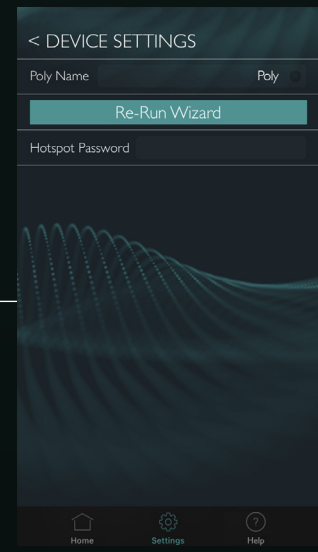 < DEVICE SETTINGS
Poly Name Poly
Re-Run Wizard
Hotspot Password
Home Settings ? Help